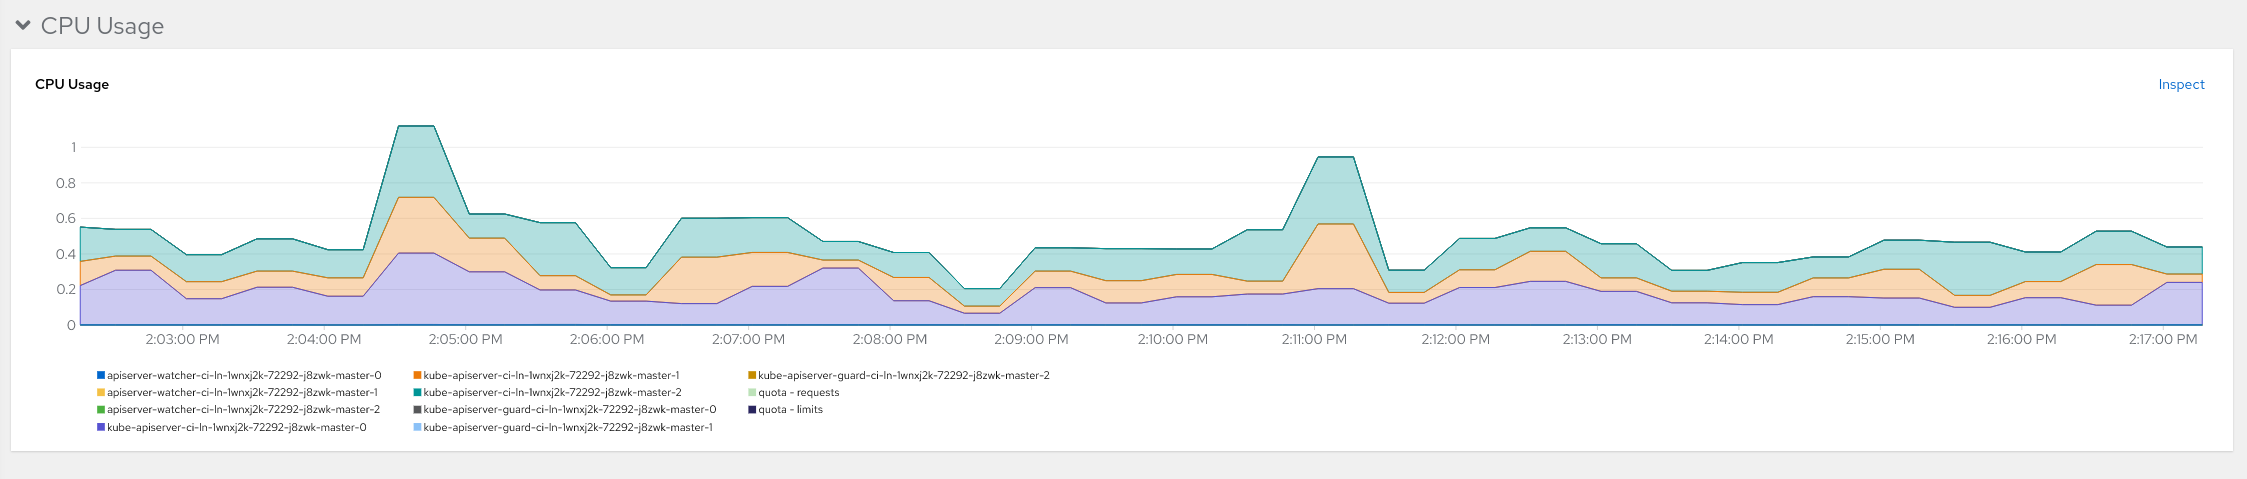 CPU Usage
CPU Usage
Inspect
1
0.8
0.6
0.4
0.2
0
2:03:00 PM 2:04:00 PM 2:05:00 PM 2:06:00 PM 2:07:00 PM 2:08:00 PM 2:09:00 PM 2:10:00 PM 2:11:00 PM 2:12:00 PM 2:13:00 PM 2:14:00 PM 2:15:00 PM 2:16:00 PM 2:17:00 PM
apiserver-watcher-ci-ln-1wnxj2k-72292-j8zwk-master-0
apiserver-watcher-ci-ln-1wnxj2k-72292-j8zwk-master-1
apiserver-watcher-ci-ln-1wnxj2k-72292-j8zwk-master-2
kube-apiserver-ci-ln-1wnxj2k-72292-j8zwk-master-0
kube-apiserver-ci-ln-1wnxj2k-72292-j8zwk-master-1
kube-apiserver-ci-ln-1wnxj2k-72292-j8zwk-master-2
kube-apiserver-guard-ci-ln-1wnxj2k-72292-j8zwk-master-0
kube-apiserver-guard-ci-ln-1wnxj2k-72292-j8zwk-master-1
kube-apiserver-guard-ci-ln-1wnxj2k-72292-j8zwk-master-2
quota - requests
quota - limits